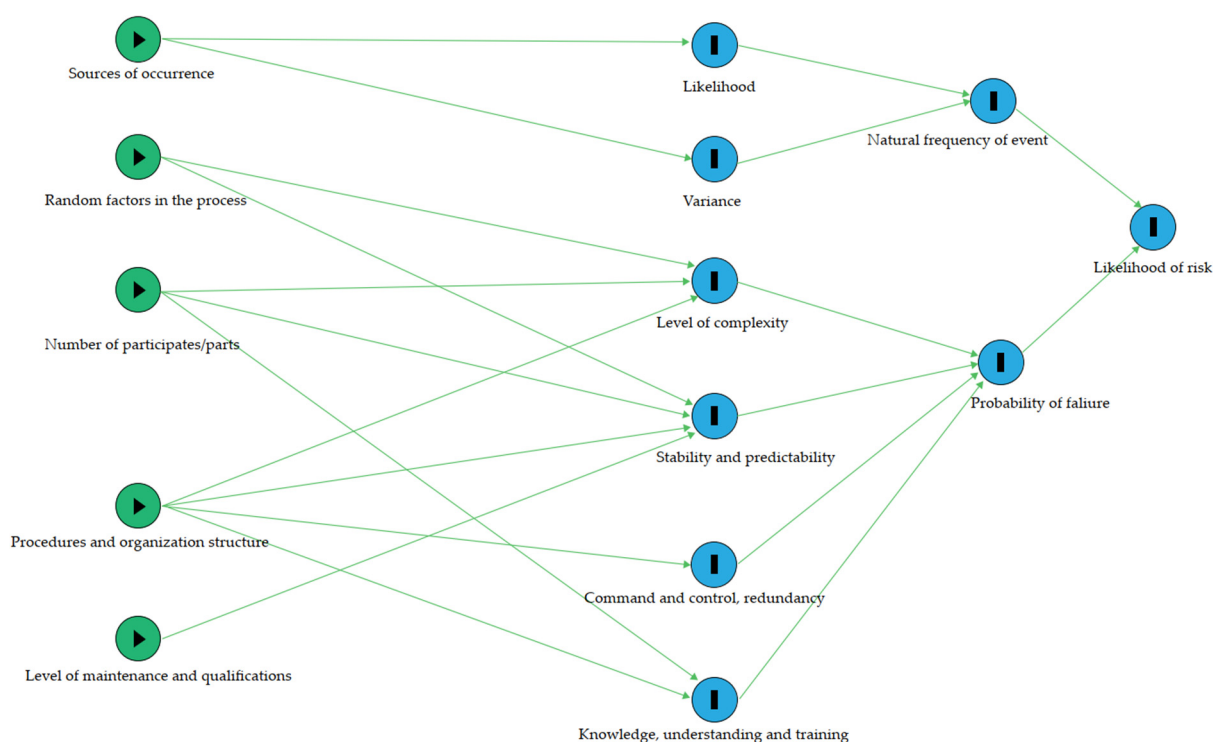 Sources of occurrence
Likelihood
Natural frequency of event
Random factors in the process
Variance
Likelihood of risk
Number of participates/parts
Level of complexity
Probability of faliure
Stability and predictability
Procedures and organization structure
Command and control, redundancy
Level of maintenance and qualifications
Knowledge, understanding and training